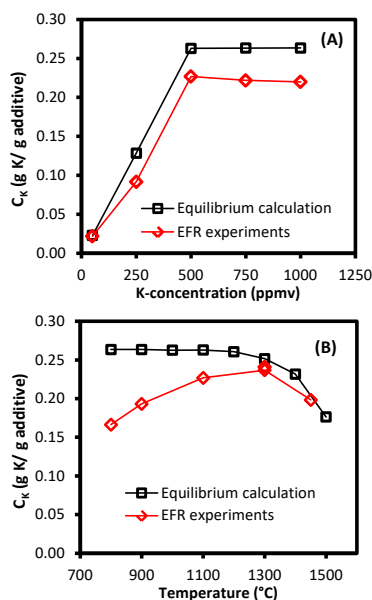 (A)
C_K (g K/ g additive)
0.30
0.25
0.20
0.15
0.10
0.05
0.00
Equilibrium calculation
EFR experiments
0 250 500 750 1000 1250
K-concentration (ppmv)
(B)
C_K (g K/ g additive)
0.30
0.25
0.20
0.15
0.10
0.05
0.00
Equilibrium calculation
EFR experiments
700 900 1100 1300 1500
Temperature (°C)